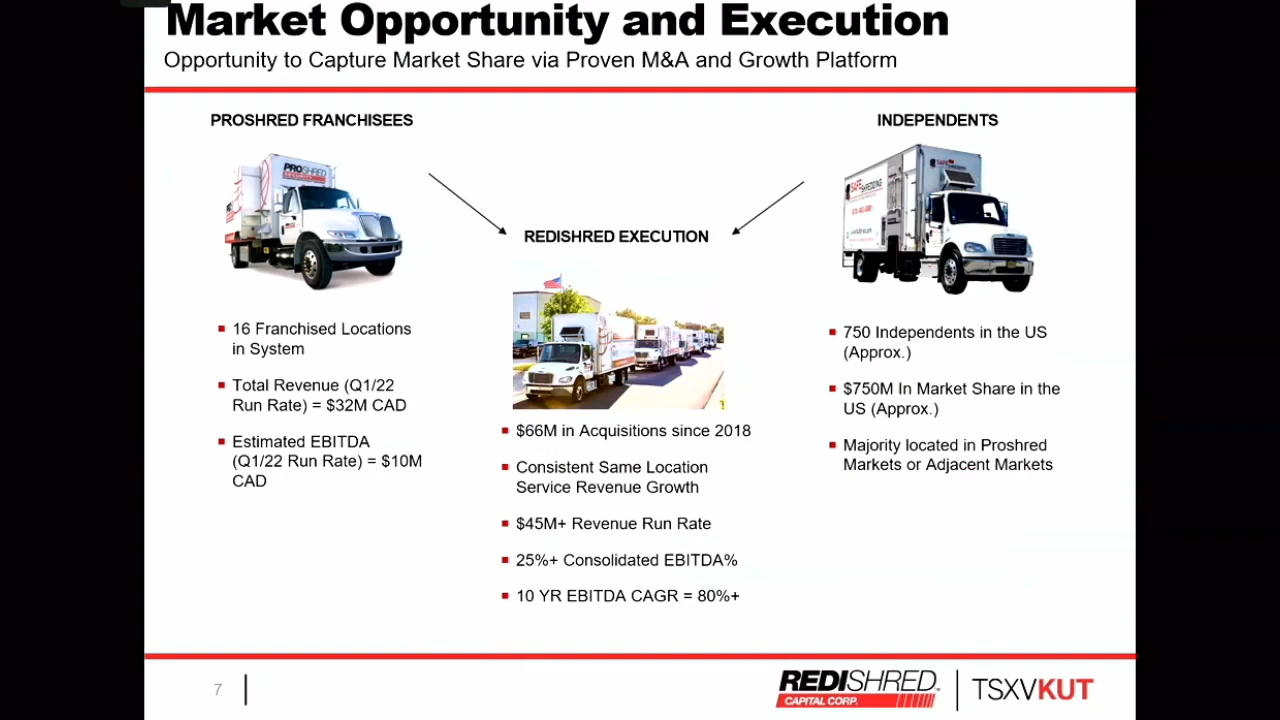 Market Opportunity and Execution
Opportunity to Capture Market Share via Proven M&A and Growth Platform
PROSHRED FRANCHISEES
PROSHRED
16 Franchised Locations
in System
Total Revenue (Q1/22
Run Rate) = $32M CAD
Estimated EBITDA
(Q1/22 Run Rate) = $10M
CAD
REDISHRED EXECUTION
$66M in Acquisitions since 2018
Consistent Same Location
Service Revenue Growth
$45M+ Revenue Run Rate
25%+ Consolidated EBITDA%
10 YR EBITDA CAGR = 80%+
INDEPENDENTS
SAFE
SHREDDING
750 Independents in the US
(Approx.)
$750M In Market Share in the
US (Approx.)
Majority located in Proshred
Markets or Adjacent Markets
7
REDISHRED
CAPITAL CORP.
TSXVKUT